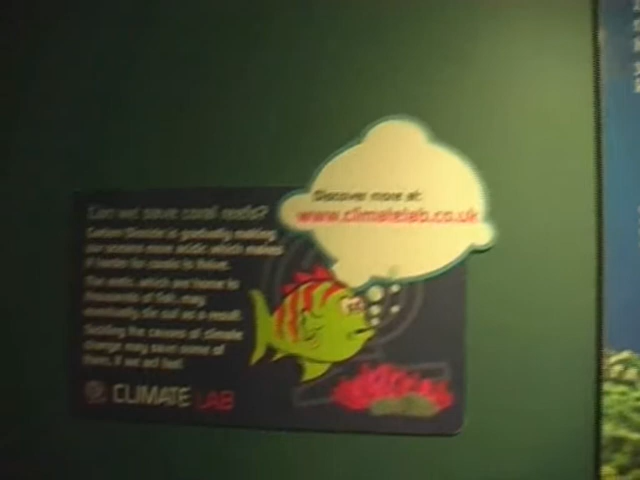 Discover more at:
www.climatelab.co.uk
Can we save coral reefs?
Carbon Dioxide is gradually making
our oceans more acidic, which makes
it harder for corals to thrive.
The reefs, which are home to
thousands of fish, may
eventually die out as a result.
Tackling the causes of climate
change may save some of
them, if we act fast.
CLIMATE LAB